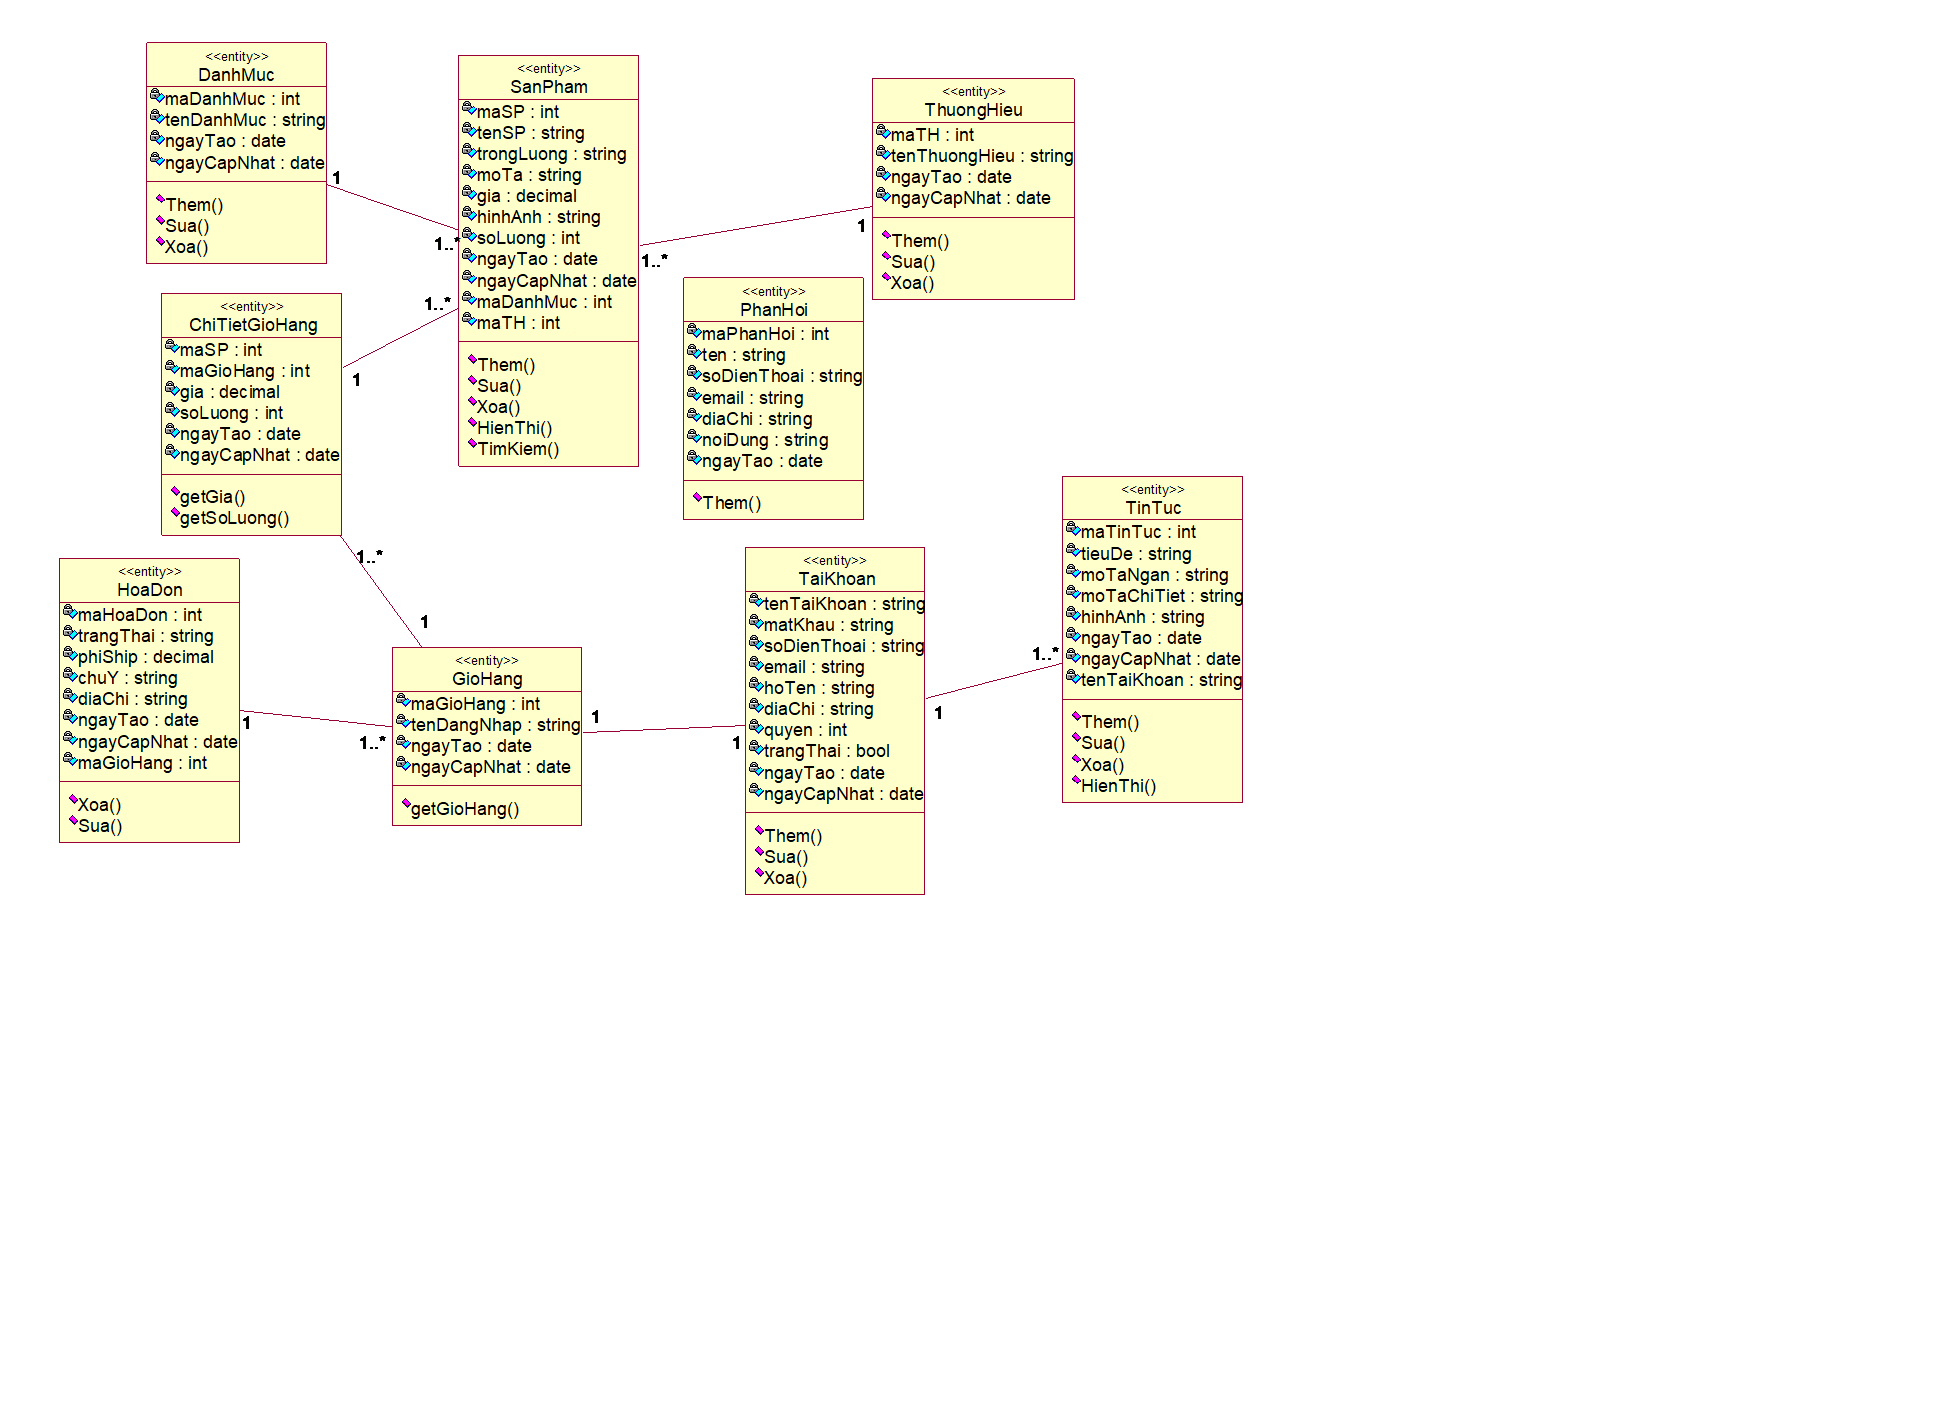 <<entity>>
DanhMuc
maDanhMuc : int
tenDanhMuc : string
ngayTao : date
ngayCapNhat : date
Them()
Sua()
Xoa()
1
1..*
<<entity>>
SanPham
maSP : int
tenSP : string
trongLuong : string
moTa : string
gia : decimal
hinhAnh : string
soLuong : int
ngayTao : date
ngayCapNhat : date
maDanhMuc : int
maTH : int
Them()
Sua()
Xoa()
HienThi()
TimKiem()
1..*
1
<<entity>>
ThuongHieu
maTH : int
tenThuongHieu : string
ngayTao : date
ngayCapNhat : date
Them()
Sua()
Xoa()
<<entity>>
ChiTietGioHang
maSP : int
maGioHang : int
gia : decimal
soLuong : int
ngayTao : date
ngayCapNhat : date
getGia()
getSoLuong()
1..*
1
1..*
1
<<entity>>
PhanHoi
maPhanHoi : int
ten : string
soDienThoai : string
email : string
diaChi : string
noiDung : string
ngayTao : date
Them()
<<entity>>
HoaDon
maHoaDon : int
trangThai : string
phiShip : decimal
chuY : string
diaChi : string
ngayTao : date
ngayCapNhat : date
maGioHang : int
Xoa()
Sua()
1
1..*
<<entity>>
GioHang
maGioHang : int
tenDangNhap : string
ngayTao : date
ngayCapNhat : date
getGioHang()
1
1
<<entity>>
TaiKhoan
tenTaiKhoan : string
matKhau : string
soDienThoai : string
email : string
hoTen : string
diaChi : string
quyen : int
trangThai : bool
ngayTao : date
ngayCapNhat : date
Them()
Sua()
Xoa()
1
1..*
<<entity>>
TinTuc
maTinTuc : int
tieuDe : string
moTaNgan : string
moTaChiTiet : string
hinhAnh : string
ngayTao : date
ngayCapNhat : date
tenTaiKhoan : string
Them()
Sua()
Xoa()
HienThi()